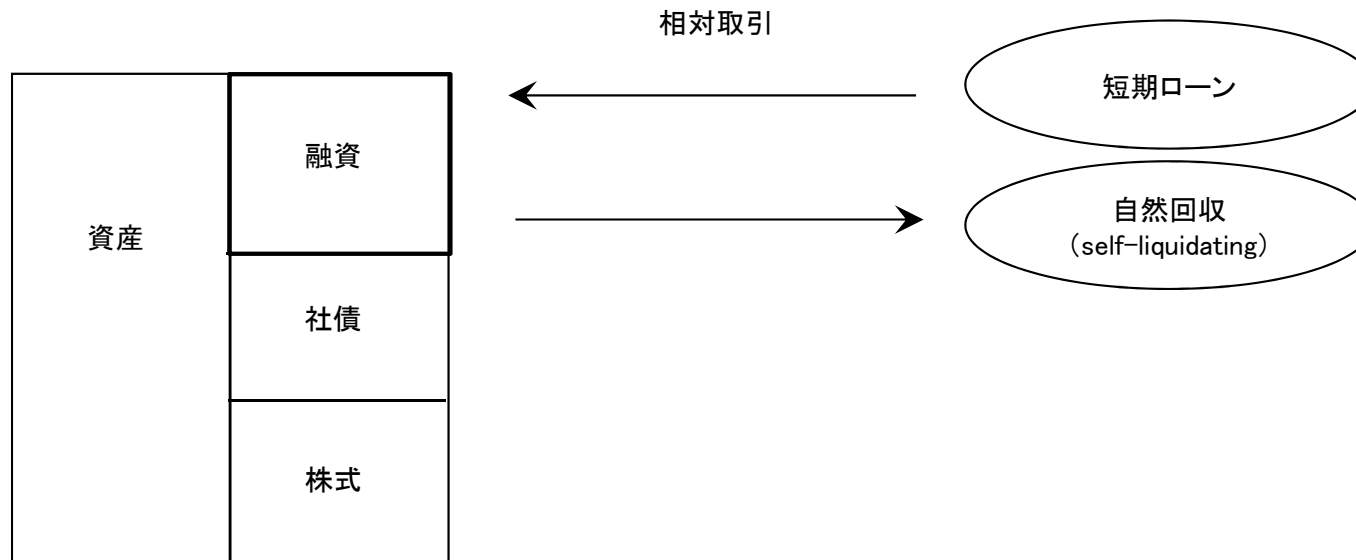 相対取引
短期ローン
融資
自然回収
(self-liquidating)
資産
社債
株式